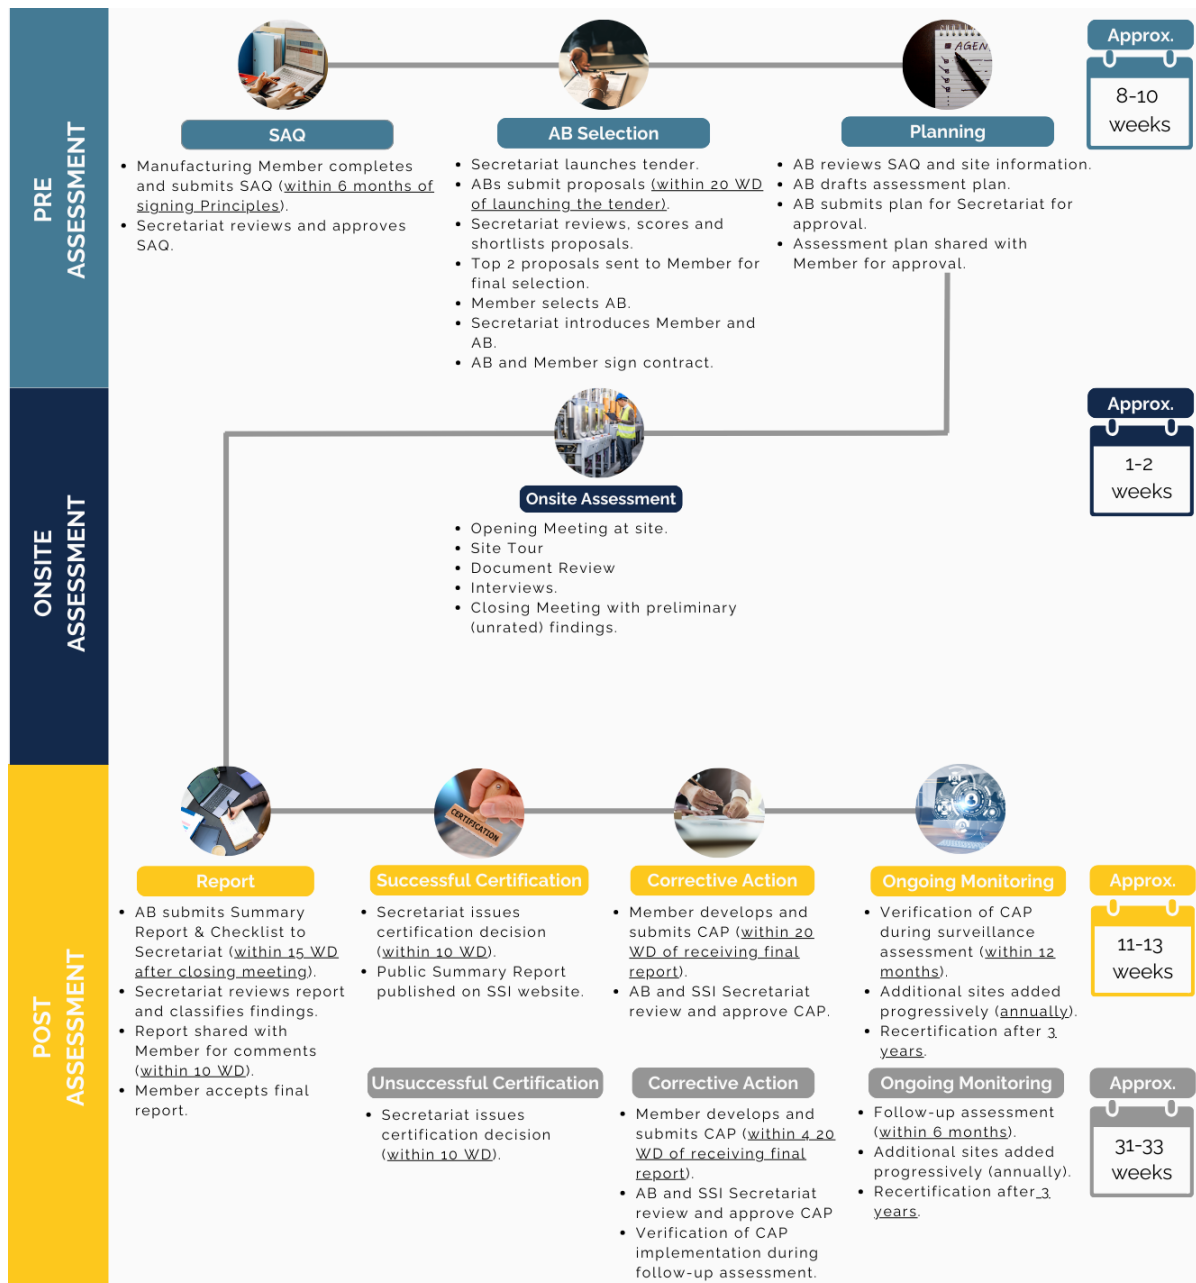 PRE
ASSESSMENT
SAQ
• Manufacturing Member completes
and submits SAQ (within 6 months of
signing Principles).
• Secretariat reviews and approves
SAQ.
AB Selection
• Secretariat launches tender.
• ABs submit proposals (within 20 WD
of launching the tender).
• Secretariat reviews, scores and
shortlists proposals.
• Top 2 proposals sent to Member for
final selection.
• Member selects AB.
• Secretariat introduces Member and
AB.
• AB and Member sign contract.
AGEN
Planning
• AB reviews SAQ and site information.
• AB drafts assessment plan.
• AB submits plan for Secretariat for
approval.
• Assessment plan shared with
Member for approval.
Approx.
8-10
weeks
ONSITE
ASSESSMENT
Onsite Assessment
• Opening Meeting at site.
• Site Tour
• Document Review
• Interviews.
• Closing Meeting with preliminary
(unrated) findings.
Approx.
1-2
weeks
POST
ASSESSMENT
Report
• AB submits Summary
Report & Checklist to
Secretariat (within 15 WD
after closing meeting).
• Secretariat reviews report
and classifies findings.
• Report shared with
Member for comments
(within 10 WD).
• Member accepts final
report.
CERTIFICATION
Successful Certification
• Secretariat issues
certification decision
(within 10 WD).
• Public Summary Report
published on SSI website.
Corrective Action
• Member develops and
submits CAP (within 20
WD of receiving final
report).
• AB and SSI Secretariat
review and approve CAP.
Ongoing Monitoring
• Verification of CAP
during surveillance
assessment (within 12
months).
• Additional sites added
progressively (annually).
• Recertification after 3
years.
Approx.
11-13
weeks
Unsuccessful Certification
• Secretariat issues
certification decision
(within 10 WD).
Corrective Action
• Member develops and
submits CAP (within 4 20
WD of receiving final
report).
• AB and SSI Secretariat
review and approve CAP
• Verification of CAP
implementation during
follow-up assessment.
Ongoing Monitoring
• Follow-up assessment
(within 6 months).
• Additional sites added
progressively (annually).
• Recertification after 3
years.
Approx.
31-33
weeks